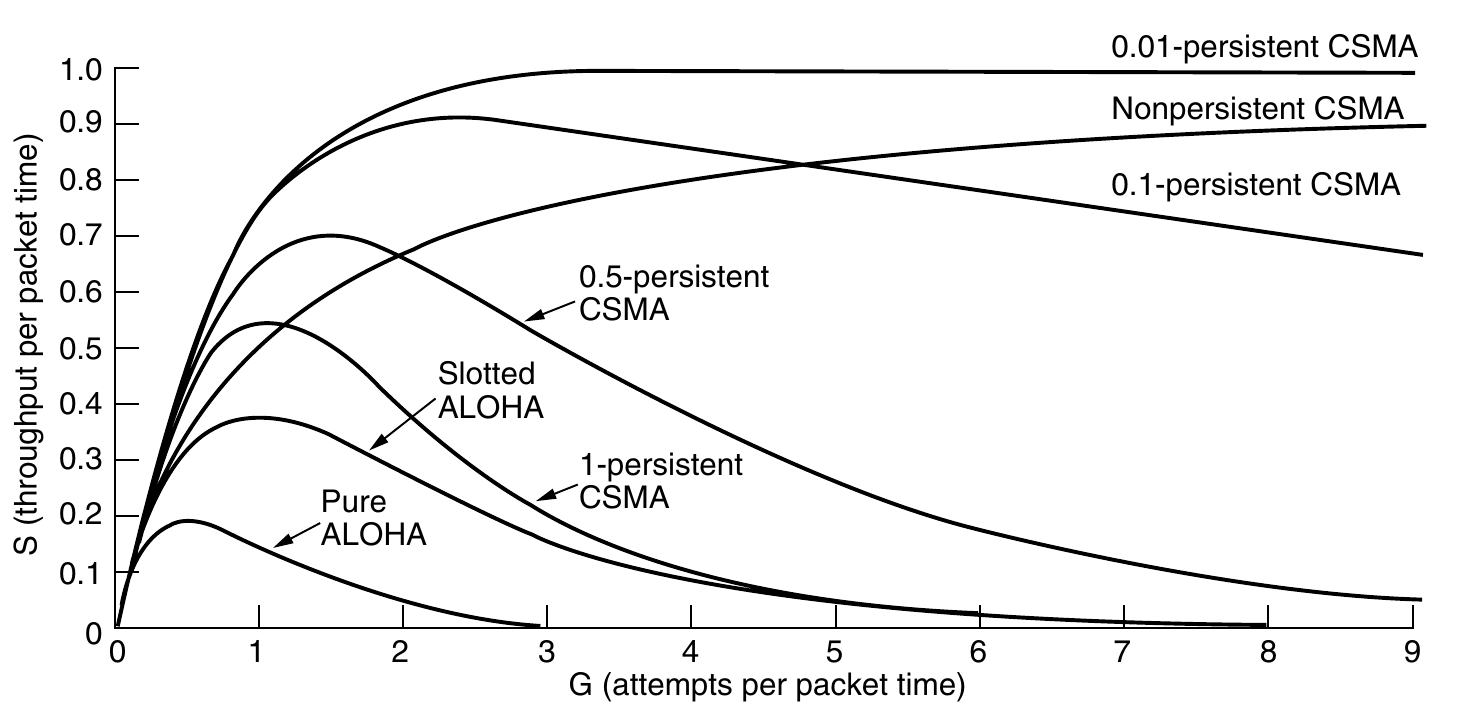 0.01-persistent CSMA
1.0
Nonpersistent CSMA
0.9
0.8
0.1-persistent CSMA
0.7
0.6
0.5-persistent
CSMA
0.5
Slotted
ALOHA
0.4
0.3
1-persistent
CSMA
Pure
ALOHA
0.2
0.1
0
S (throughput per packet time)
0 1 2 3 4 5 6 7 8 9
G (attempts per packet time)